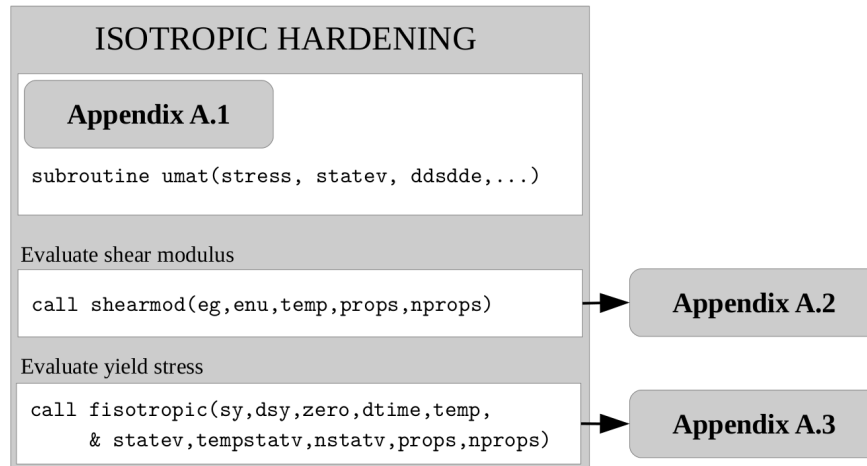 ISOTROPIC HARDENING
Appendix A.1
subroutine umat(stress, statev, ddsdde,...)
Evaluate shear modulus
call shearmod(eg,enu,temp,props,nprops)
Appendix A.2
Evaluate yield stress
call fisotropic(sy,dsy,zero,dtime,temp,
& statev,tempstatv,nstatv,props,nprops)
Appendix A.3